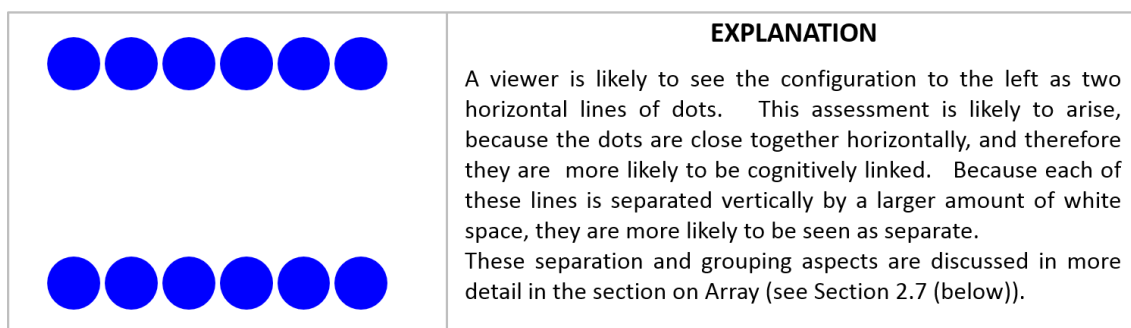 EXPLANATION
A viewer is likely to see the configuration to the left as two
horizontal lines of dots. This assessment is likely to arise,
because the dots are close together horizontally, and therefore
they are more likely to be cognitively linked. Because each of
these lines is separated vertically by a larger amount of white
space, they are more likely to be seen as separate.
These separation and grouping aspects are discussed in more
detail in the section on Array (see Section 2.7 (below)).